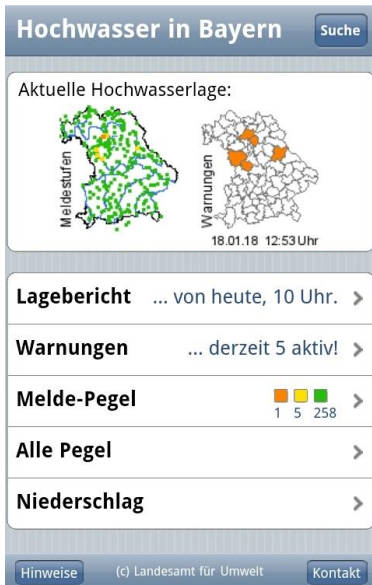 Hochwasser in Bayern
Suche
Aktuelle Hochwasserlage:
Meldestufen
Warnungen
18.01.18 12:53 Uhr
Lagebericht ... von heute, 10 Uhr.
Warnungen ... derzeit 5 aktiv!
Melde-Pegel
1 5 258
Alle Pegel
Niederschlag
Hinweise (c) Landesamt für Umwelt Kontakt